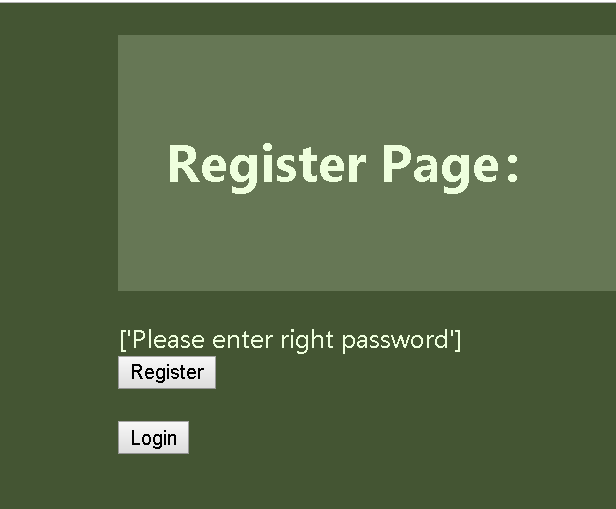 Register Page：
['Please enter right password']
Register
Login